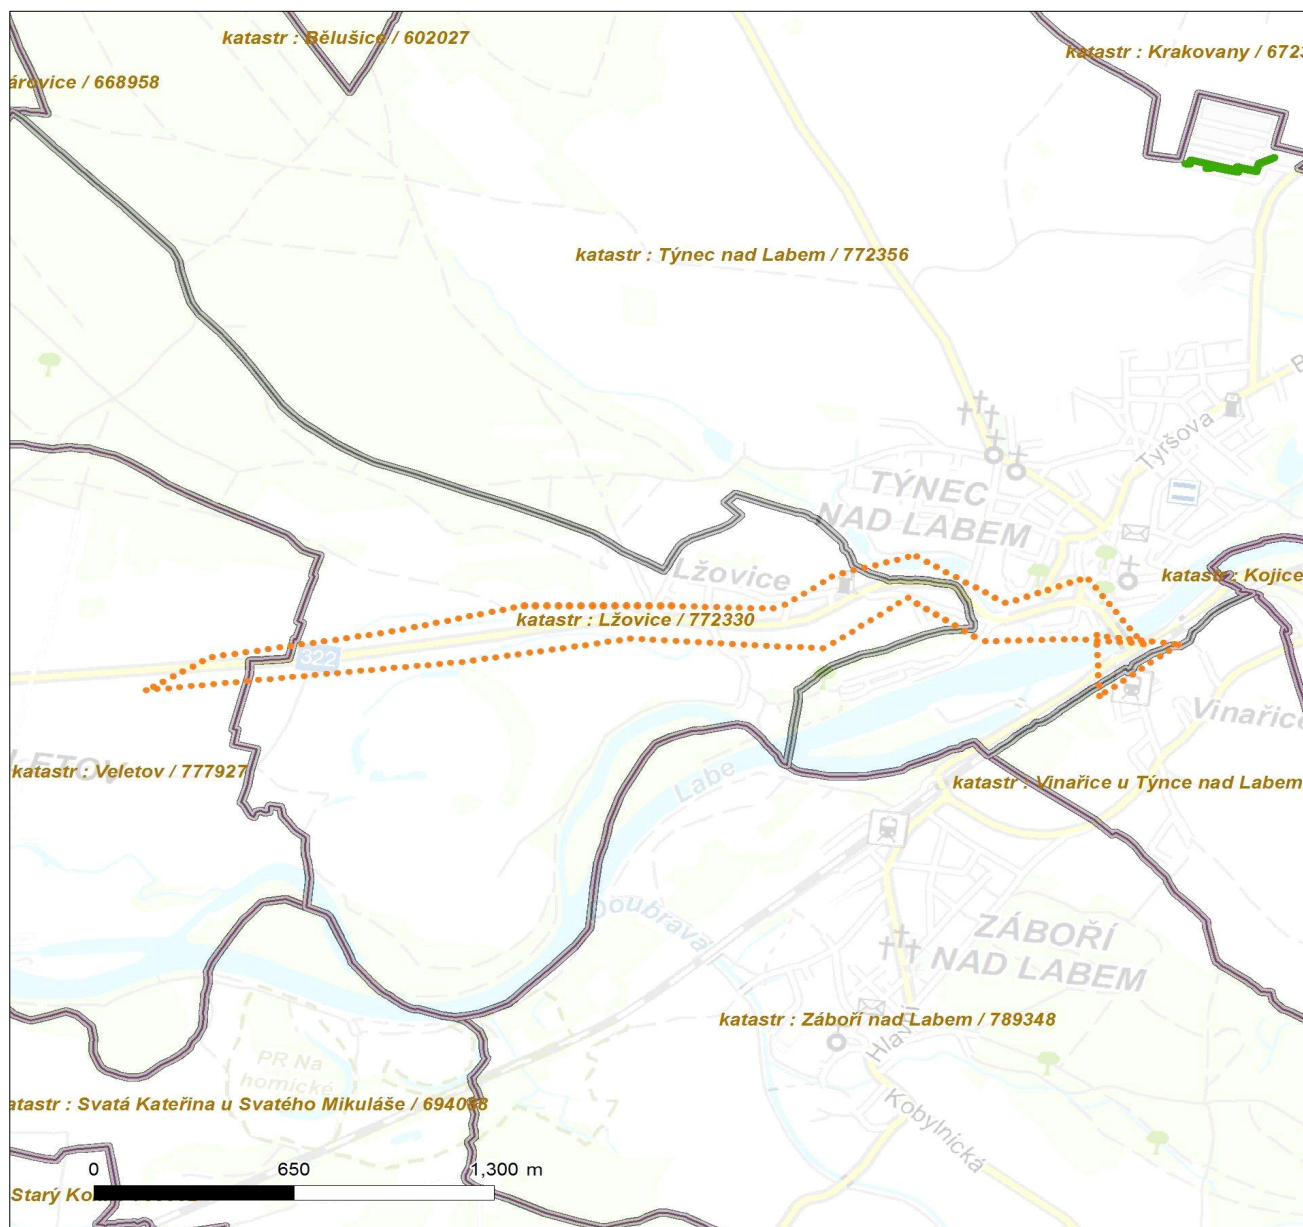 katastr : Bělušice / 602027
katastr : Krakovany / 672
árovice / 668958
katastr : Týnec nad Labem / 772356
Tyršova
TÝNEC
NAD LABEM
Lžovice
katastr : Kojice
katastr : Lžovice / 772330
322
Vinařice
LETOV
katastr : Veletov / 777927
Labe
katastr : Vinařice u Týnce nad Labem
Doubrava
ZÁBOŘÍ
NAD LABEM
katastr : Záboří nad Labem / 789348
Hlavní
PR Na
hornické
atastr : Svatá Kateřina u Svatého Mikuláše / 694088
Kobylnická
0 650 1,300 m
Starý Ko